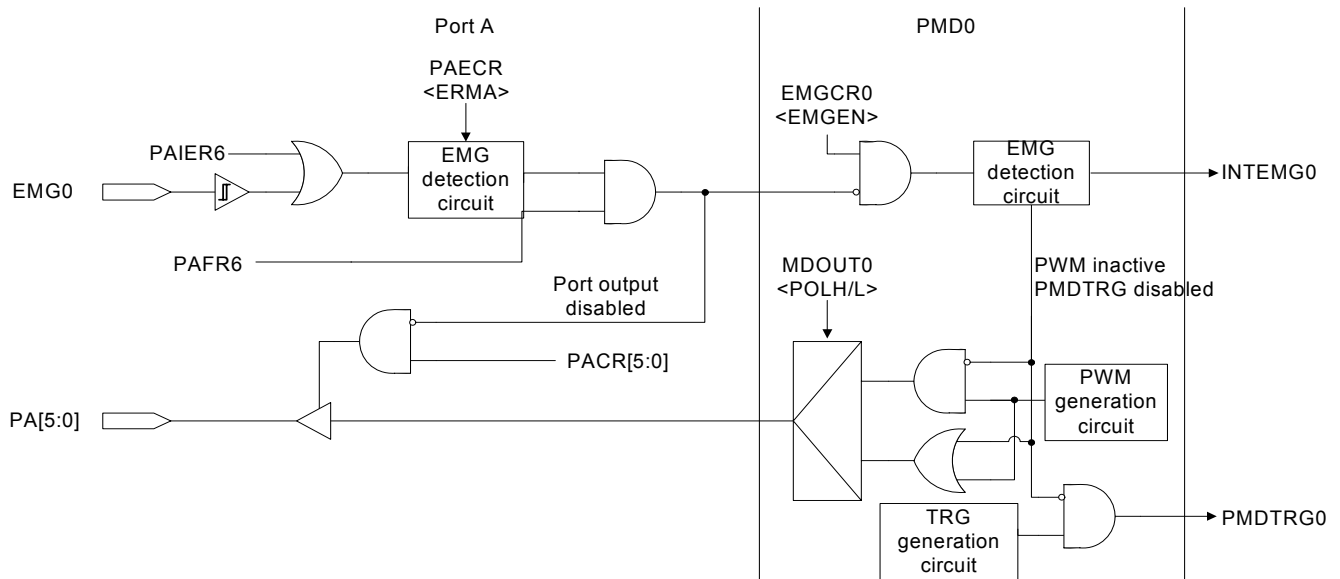 Port A
PMD0
PAECR
<ERMA>
EMGCR0
<EMGEN>
PAIER6
EMG
detection
circuit
EMG
detection
circuit
EMG0
INTEMG0
PAFR6
Port output
disabled
MDOUT0
<POLH/L>
PWM inactive
PMDTRG disabled
PACR[5:0]
PWM
generation
circuit
PA[5:0]
TRG
generation
circuit
PMDTRG0